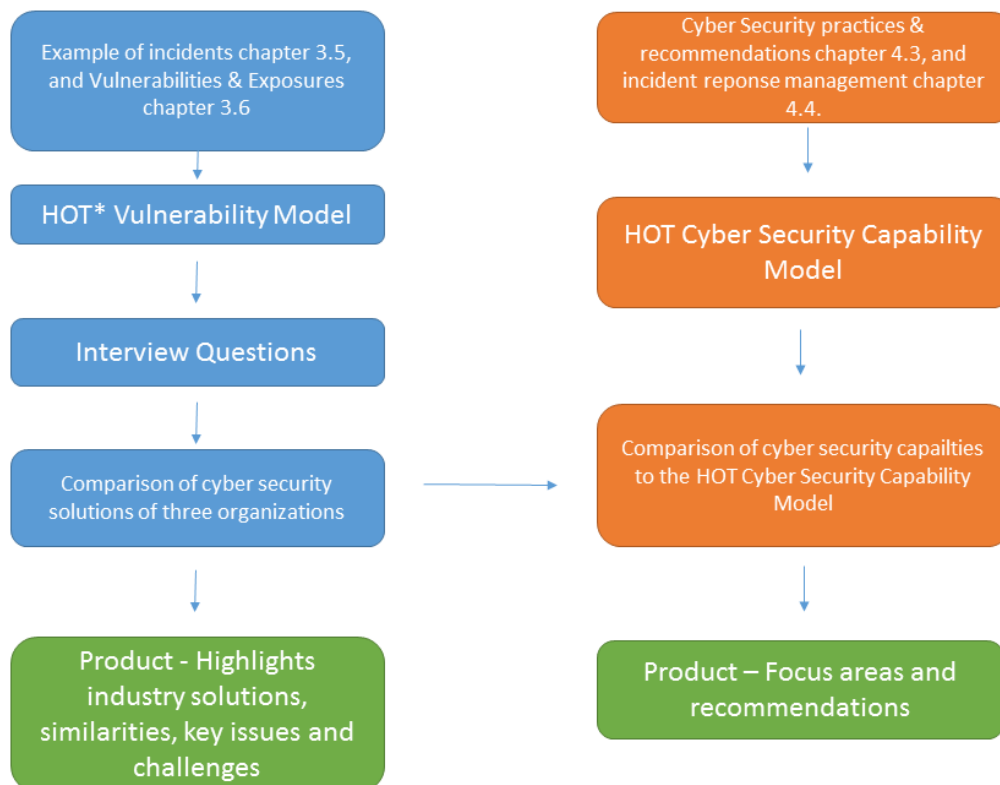 Example of incidents chapter 3.5,
and Vulnerabilities & Exposures
chapter 3.6
HOT* Vulnerability Model
Interview Questions
Comparison of cyber security
solutions of three organizations
Product - Highlights
industry solutions,
similarities, key issues and
challenges
Cyber Security practices &
recommendations chapter 4.3, and
incident reponse management chapter
4.4.
HOT Cyber Security Capability
Model
Comparison of cyber security capailties
to the HOT Cyber Security Capability
Model
Product – Focus areas and
recommendations